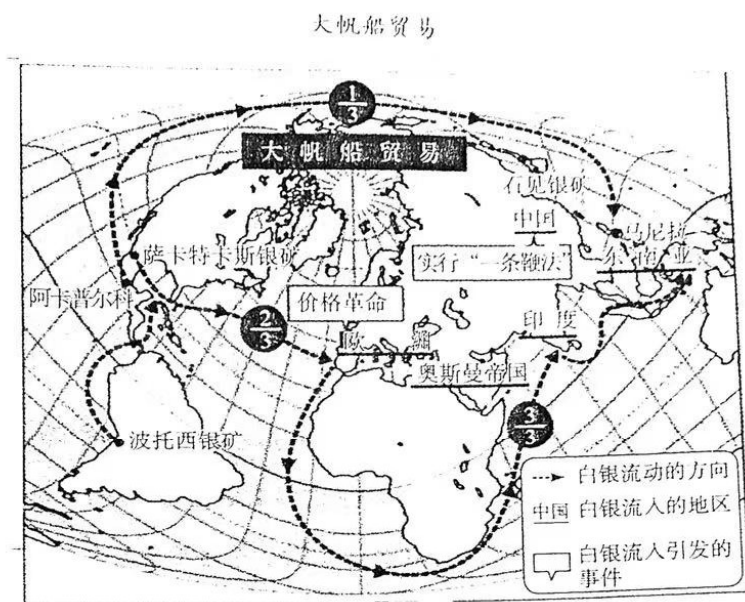 大帆船贸易
1/3
大帆船贸易
石见银矿
中国
马尼拉
萨卡特卡斯银矿
实行“一条鞭法”
东南亚
阿卡普尔科
价格革命
2/3
印度
欧洲
奥斯曼帝国
3/3
波托西银矿
白银流动的方向
中国 白银流入的地区
白银流入引发的
事件